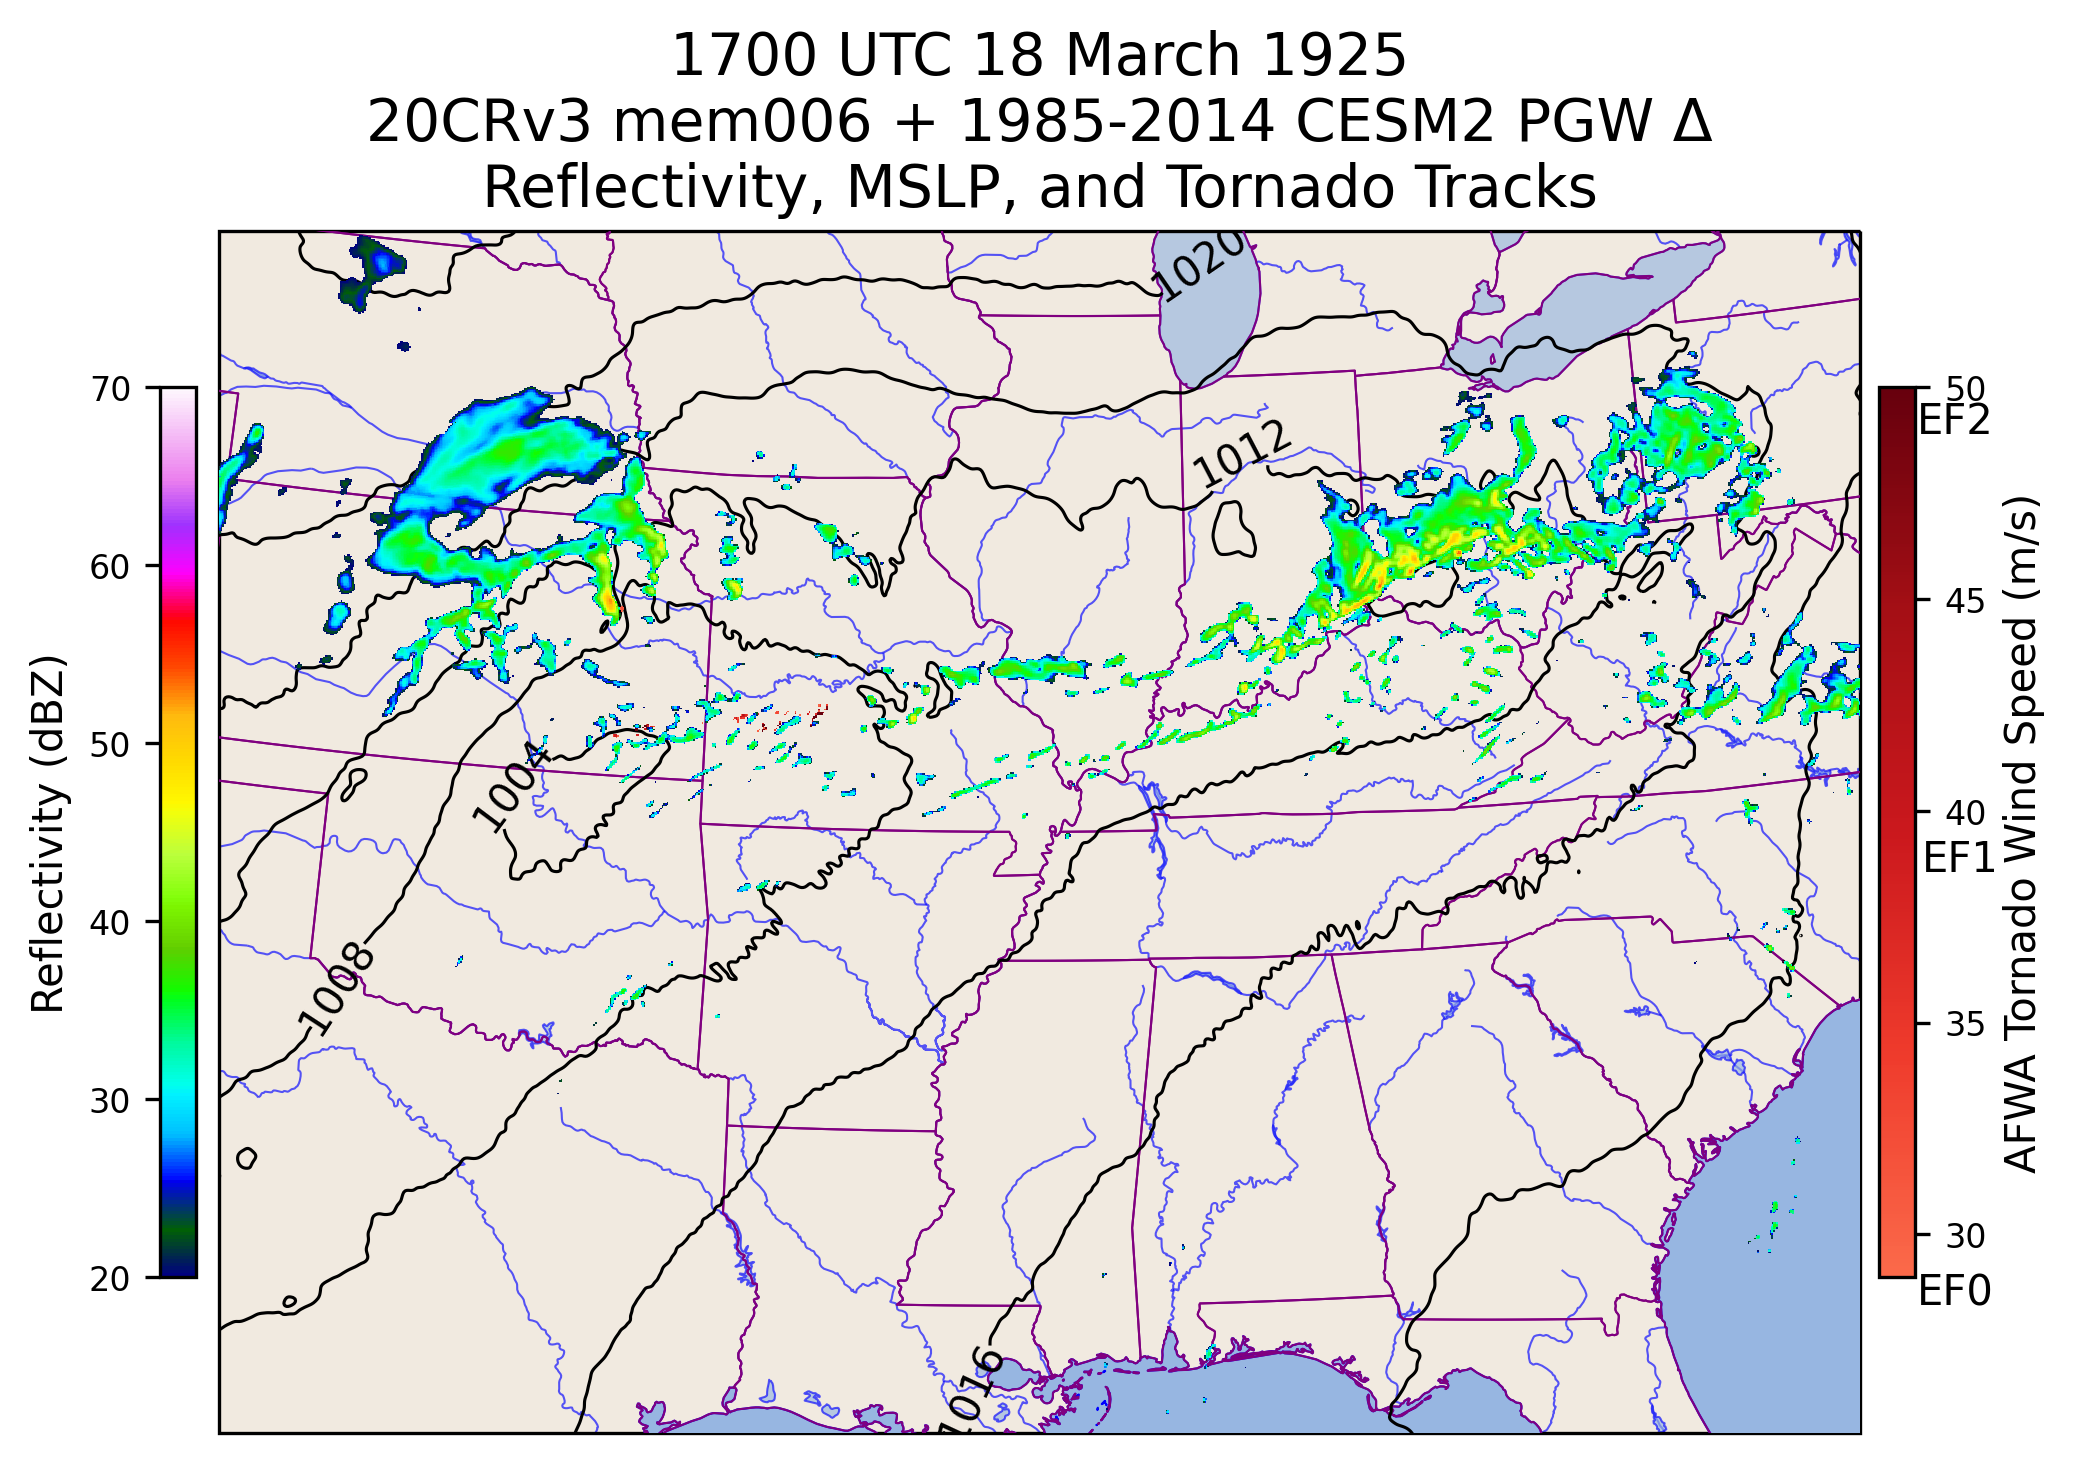 1700 UTC 18 March 1925
20CRv3 mem006 + 1985-2014 CESM2 PGW Δ
Reflectivity, MSLP, and Tornado Tracks
70
60
50
40
30
20
Reflectivity (dBZ)
1020
1012
1004
1008
1016
50
EF2
45
40
EF1
35
30
EF0
AFWA Tornado Wind Speed (m/s)